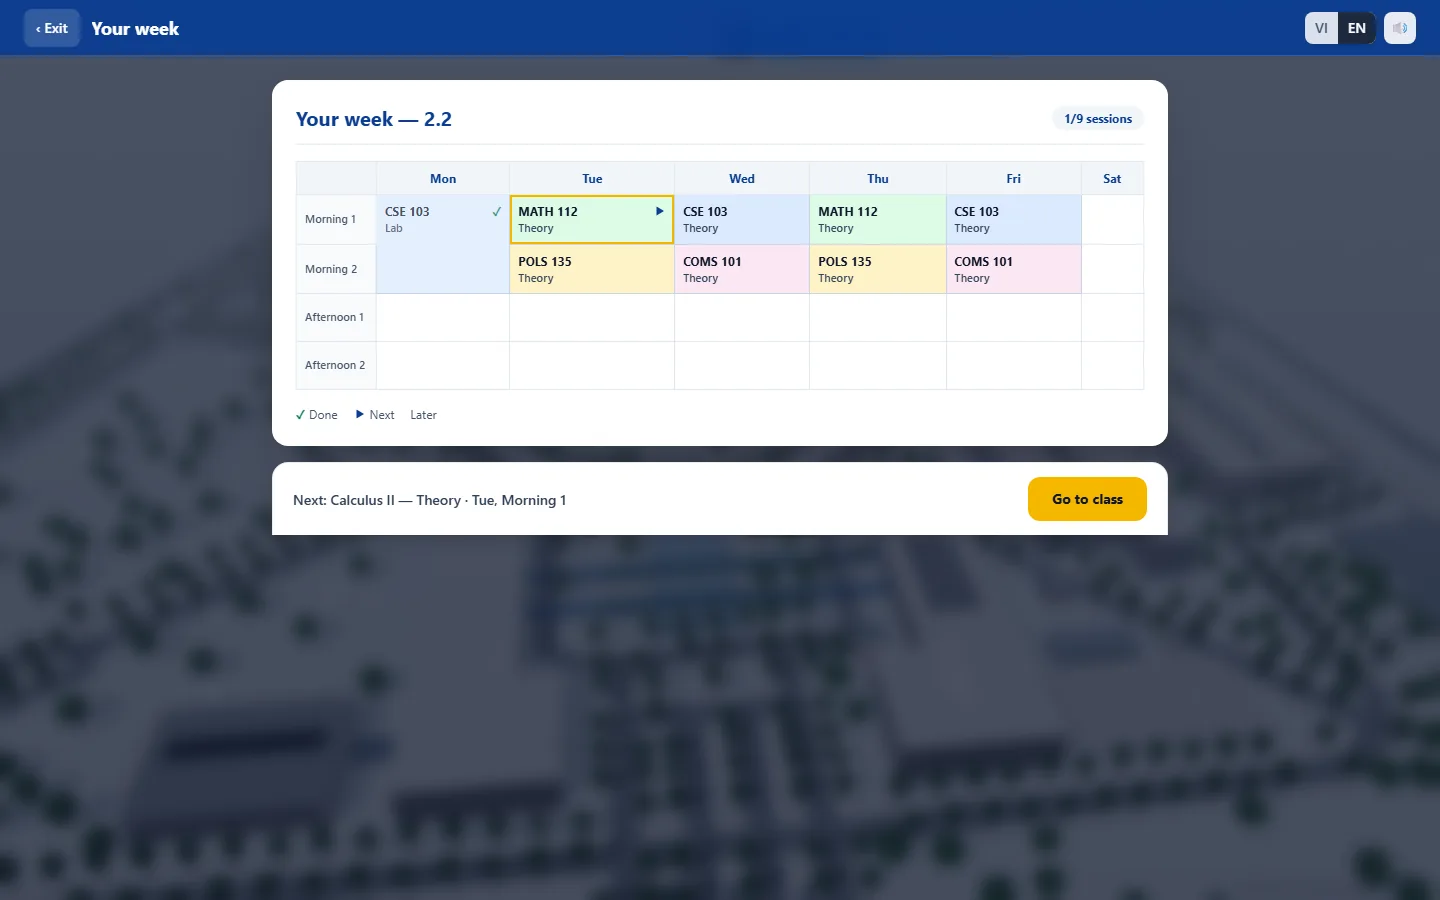 ‹ Exit
Your week
VI
EN
Your week — 2.2
1/9 sessions
Mon
Tue
Wed
Thu
Fri
Sat
Morning 1
CSE 103 ✓
Lab
MATH 112 ▶
Theory
CSE 103
Theory
MATH 112
Theory
CSE 103
Theory
Morning 2
POLS 135
Theory
COMS 101
Theory
POLS 135
Theory
COMS 101
Theory
Afternoon 1
Afternoon 2
✓ Done
▶ Next
Later
Next: Calculus II — Theory · Tue, Morning 1
Go to class